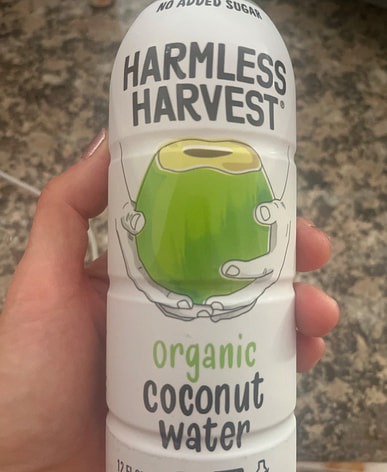 NO ADDED SUGAR
HARMLESS
HARVEST®
organic
coconut
water